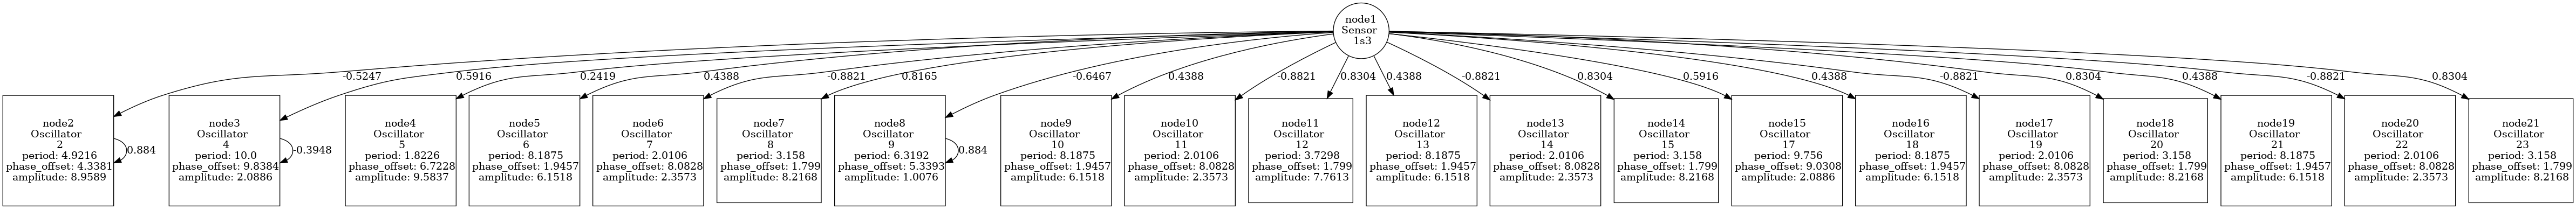 node1
Sensor
1s3
-0.5247
0.5916
0.2419
0.4388
-0.8821
0.8165
-0.6467
0.4388
-0.8821
0.8304
0.4388
-0.8821
0.8304
0.5916
0.4388
-0.8821
0.8304
0.4388
-0.8821
0.8304
node2
Oscillator
2
period: 4.9216
phase_offset: 4.3381
amplitude: 8.9589
0.884
node3
Oscillator
4
period: 10.0
phase_offset: 9.8384
amplitude: 2.0886
-0.3948
node4
Oscillator
5
period: 1.8226
phase_offset: 6.7228
amplitude: 9.5837
node5
Oscillator
6
period: 8.1875
phase_offset: 1.9457
amplitude: 6.1518
node6
Oscillator
7
period: 2.0106
phase_offset: 8.0828
amplitude: 2.3573
node7
Oscillator
8
period: 3.158
phase_offset: 1.799
amplitude: 8.2168
node8
Oscillator
9
period: 6.3192
phase_offset: 5.3393
amplitude: 1.0076
0.884
node9
Oscillator
10
period: 8.1875
phase_offset: 1.9457
amplitude: 6.1518
node10
Oscillator
11
period: 2.0106
phase_offset: 8.0828
amplitude: 2.3573
node11
Oscillator
12
period: 3.7298
phase_offset: 1.799
amplitude: 7.7613
node12
Oscillator
13
period: 8.1875
phase_offset: 1.9457
amplitude: 6.1518
node13
Oscillator
14
period: 2.0106
phase_offset: 8.0828
amplitude: 2.3573
node14
Oscillator
15
period: 3.158
phase_offset: 1.799
amplitude: 8.2168
node15
Oscillator
17
period: 9.756
phase_offset: 9.0308
amplitude: 2.0886
node16
Oscillator
18
period: 8.1875
phase_offset: 1.9457
amplitude: 6.1518
node17
Oscillator
19
period: 2.0106
phase_offset: 8.0828
amplitude: 2.3573
node18
Oscillator
20
period: 3.158
phase_offset: 1.799
amplitude: 8.2168
node19
Oscillator
21
period: 8.1875
phase_offset: 1.9457
amplitude: 6.1518
node20
Oscillator
22
period: 2.0106
phase_offset: 8.0828
amplitude: 2.3573
node21
Oscillator
23
period: 3.158
phase_offset: 1.799
amplitude: 8.2168